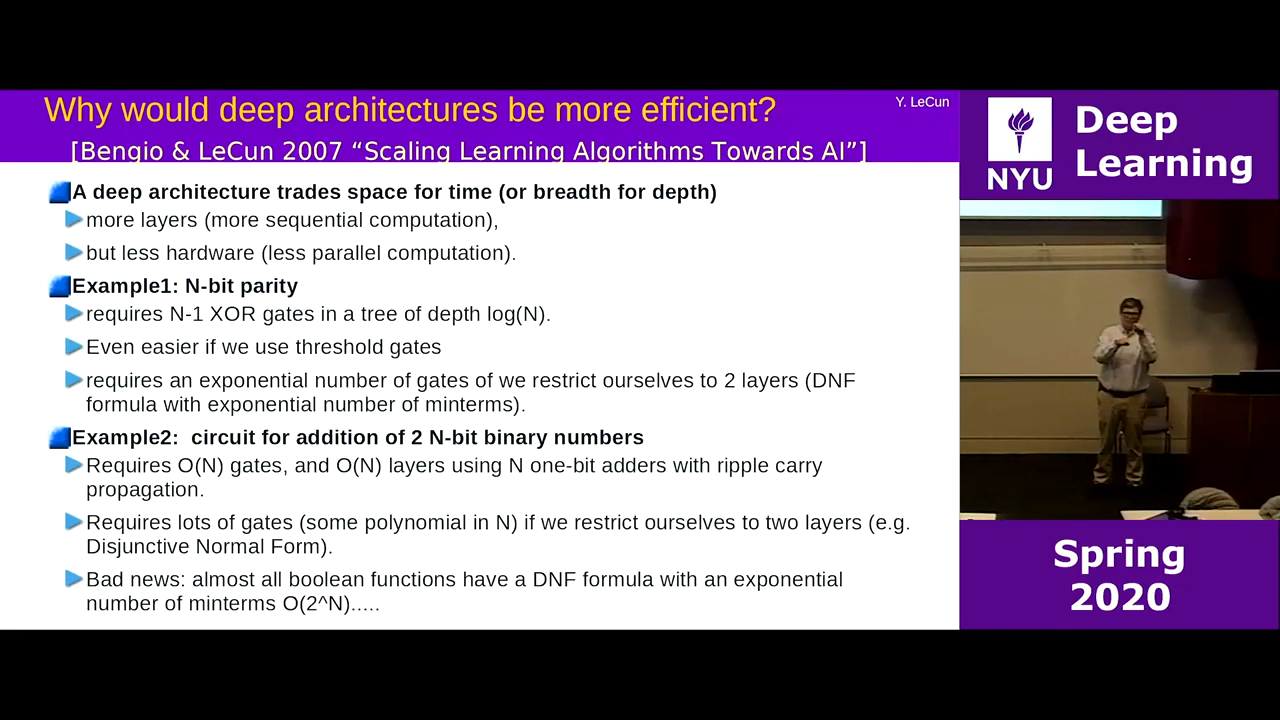 Why would deep architectures be more efficient?
Y. LeCun
[Bengio & LeCun 2007 “Scaling Learning Algorithms Towards AI”]
A deep architecture trades space for time (or breadth for depth)
more layers (more sequential computation),
but less hardware (less parallel computation).
Example1: N-bit parity
requires N-1 XOR gates in a tree of depth log(N).
Even easier if we use threshold gates
requires an exponential number of gates of we restrict ourselves to 2 layers (DNF
formula with exponential number of minterms).
Example2:  circuit for addition of 2 N-bit binary numbers
Requires O(N) gates, and O(N) layers using N one-bit adders with ripple carry
propagation.
Requires lots of gates (some polynomial in N) if we restrict ourselves to two layers (e.g.
Disjunctive Normal Form).
Bad news: almost all boolean functions have a DNF formula with an exponential
number of minterms O(2^N).....
NYU
Deep
Learning
Spring
2020